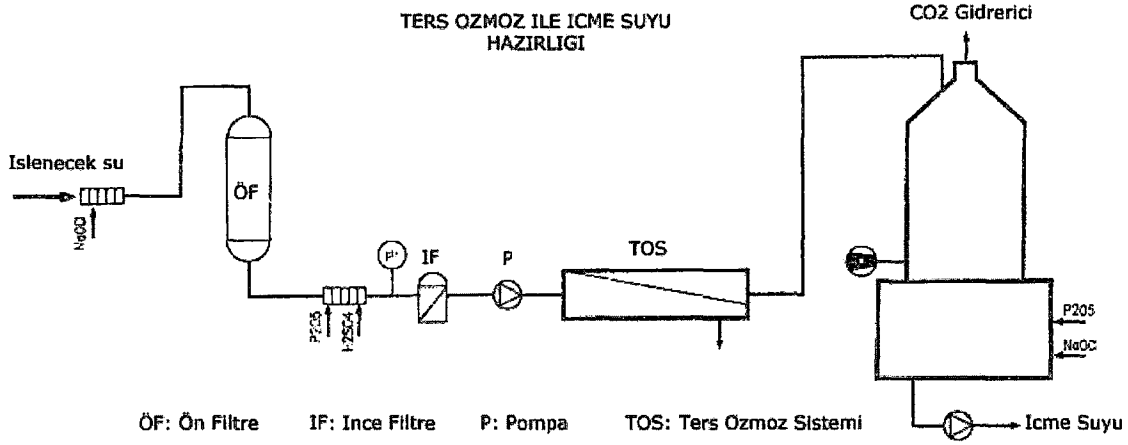 TERS OZMOZ ILE ICME SUYU
HAZIRLIGI
CO2 Gidrerici
Islenecek su
NaOCl
ÖF
P2O5
H2SO4
IF
P
TOS
P2O5
NaOCl
ÖF: Ön Filtre IF: Ince Filtre P: Pompa TOS: Ters Ozmoz Sistemi
Icme Suyu